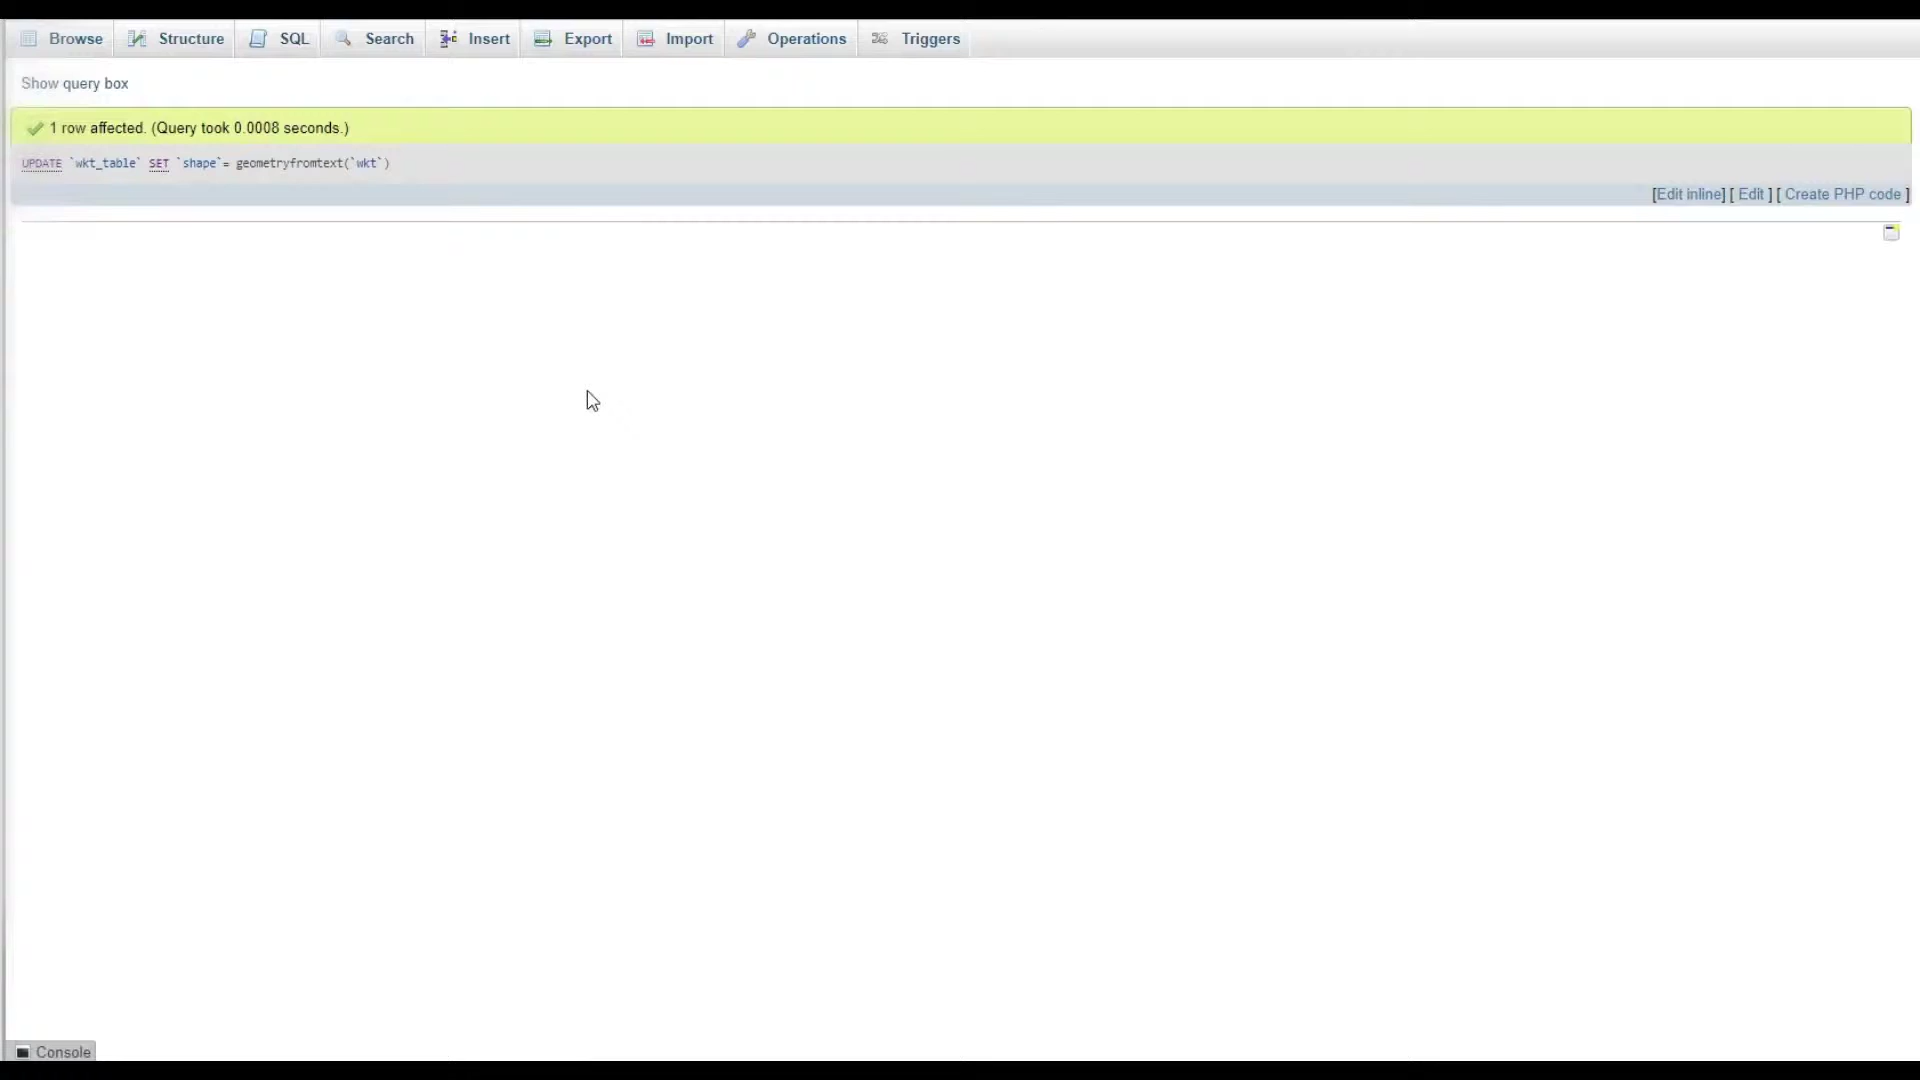 Browse Structure SQL Search Insert Export Import Operations Triggers
Show query box
1 row affected. (Query took 0.0008 seconds.)
UPDATE `wkt_table` SET `shape`= geometryfromtext(`wkt`)
[Edit inline] [ Edit ] [ Create PHP code ]
Console